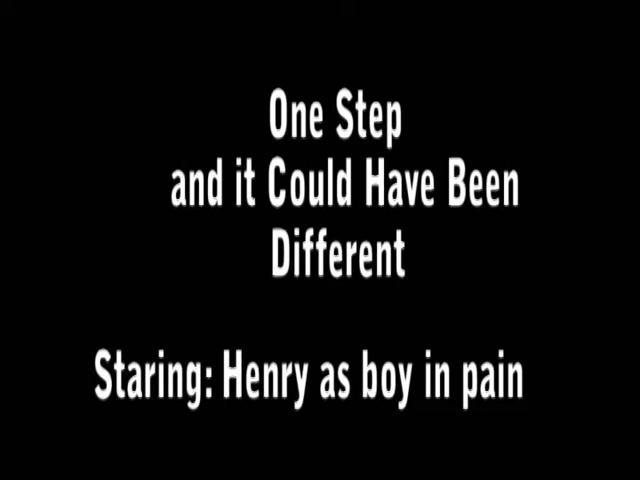 One Step
and it Could Have Been
Different
Staring: Henry as boy in pain